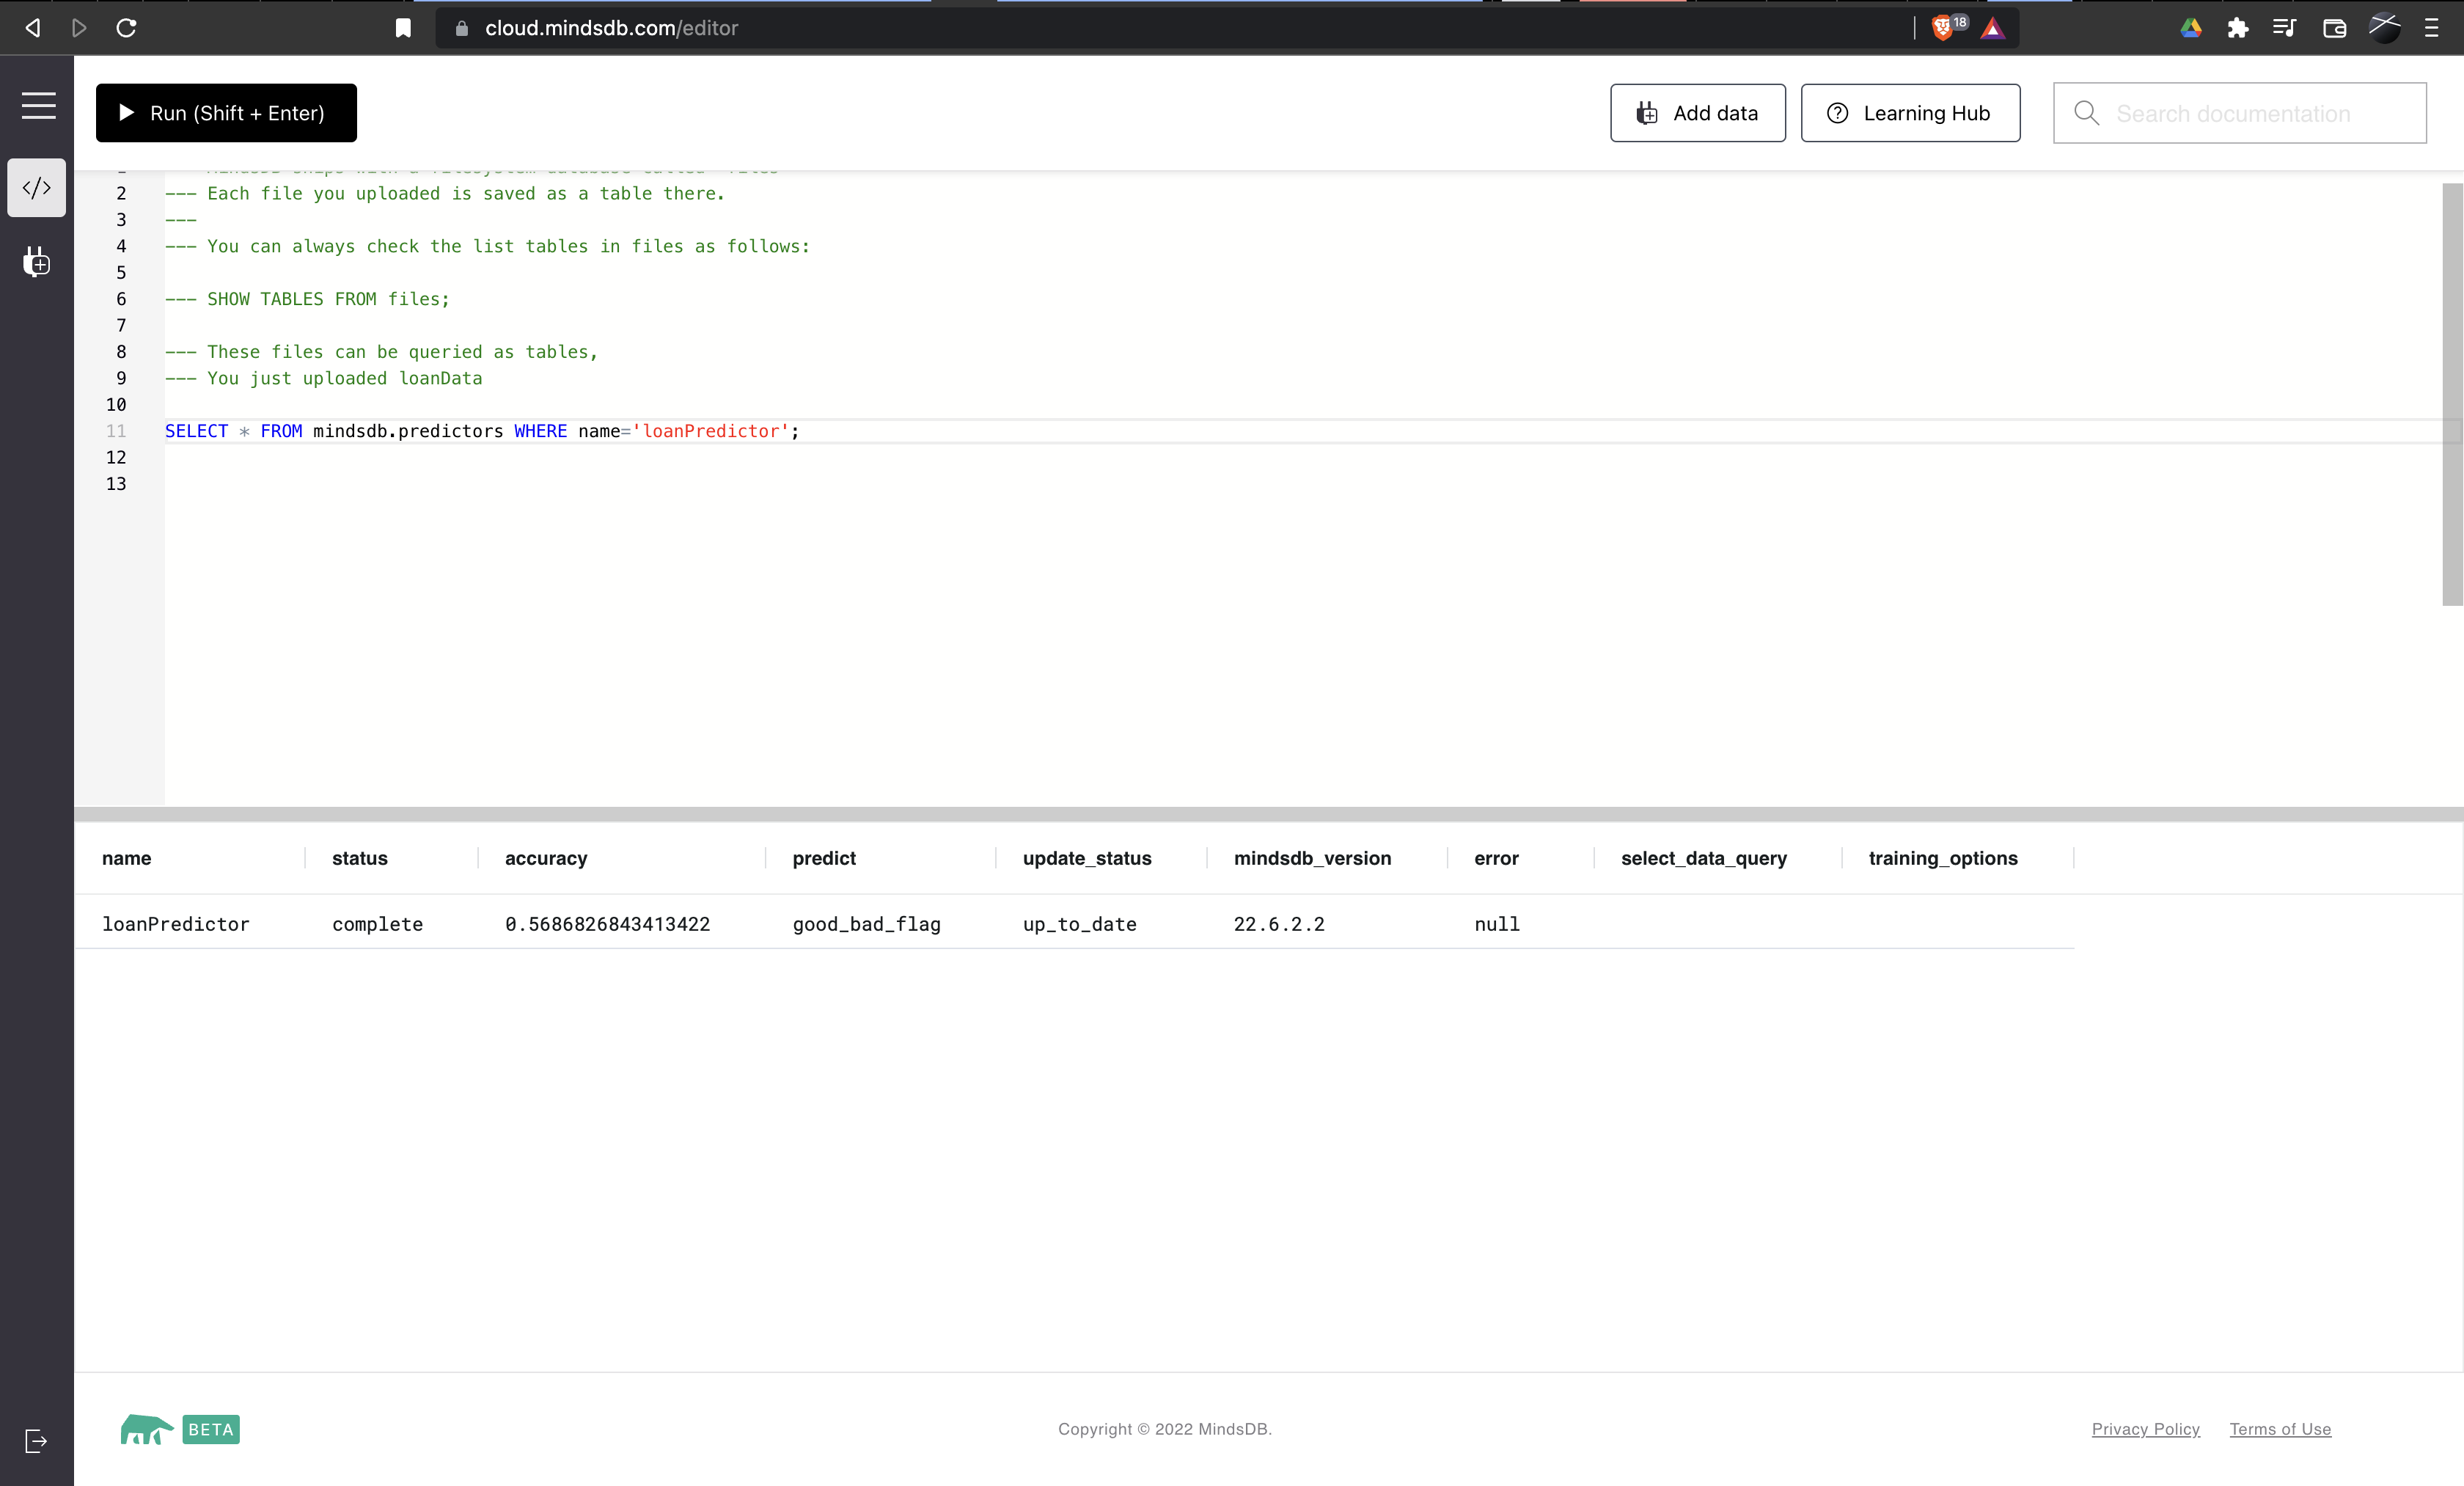 cloud.mindsdb.com/editor
18
Run (Shift + Enter)
Add data
Learning Hub
Search documentation
2 --- Each file you uploaded is saved as a table there.
3 ---
4 --- You can always check the list tables in files as follows:
5
6 --- SHOW TABLES FROM files;
7
8 --- These files can be queried as tables,
9 --- You just uploaded loanData
10
11 SELECT * FROM mindsdb.predictors WHERE name='loanPredictor';
12
13
name status accuracy predict update_status mindsdb_version error select_data_query training_options
loanPredictor complete 0.5686826843413422 good_bad_flag up_to_date 22.6.2.2 null
BETA
Copyright © 2022 MindsDB.
Privacy Policy Terms of Use